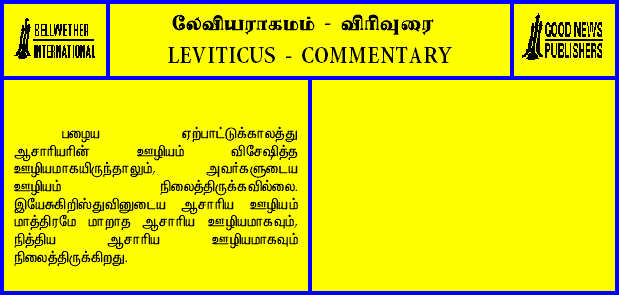 BELLWETHER
INTERNATIONAL
லேவியராகமம் - விரிவுரை
LEVITICUS - COMMENTARY
GOOD NEWS
PUBLISHERS
பழைய ஏற்பாட்டுக்காலத்து
ஆசாரியரின் ஊழியம் விசேஷித்த
ஊழியமாகயிருந்தாலும், அவர்களுடைய
ஊழியம் நிலைத்திருக்கவில்லை.
இயேசுகிறிஸ்துவினுடைய ஆசாரிய ஊழியம்
மாத்திரமே மாறாத ஆசாரிய ஊழியமாகவும்,
நித்திய ஆசாரிய ஊழியமாகவும்
நிலைத்திருக்கிறது.